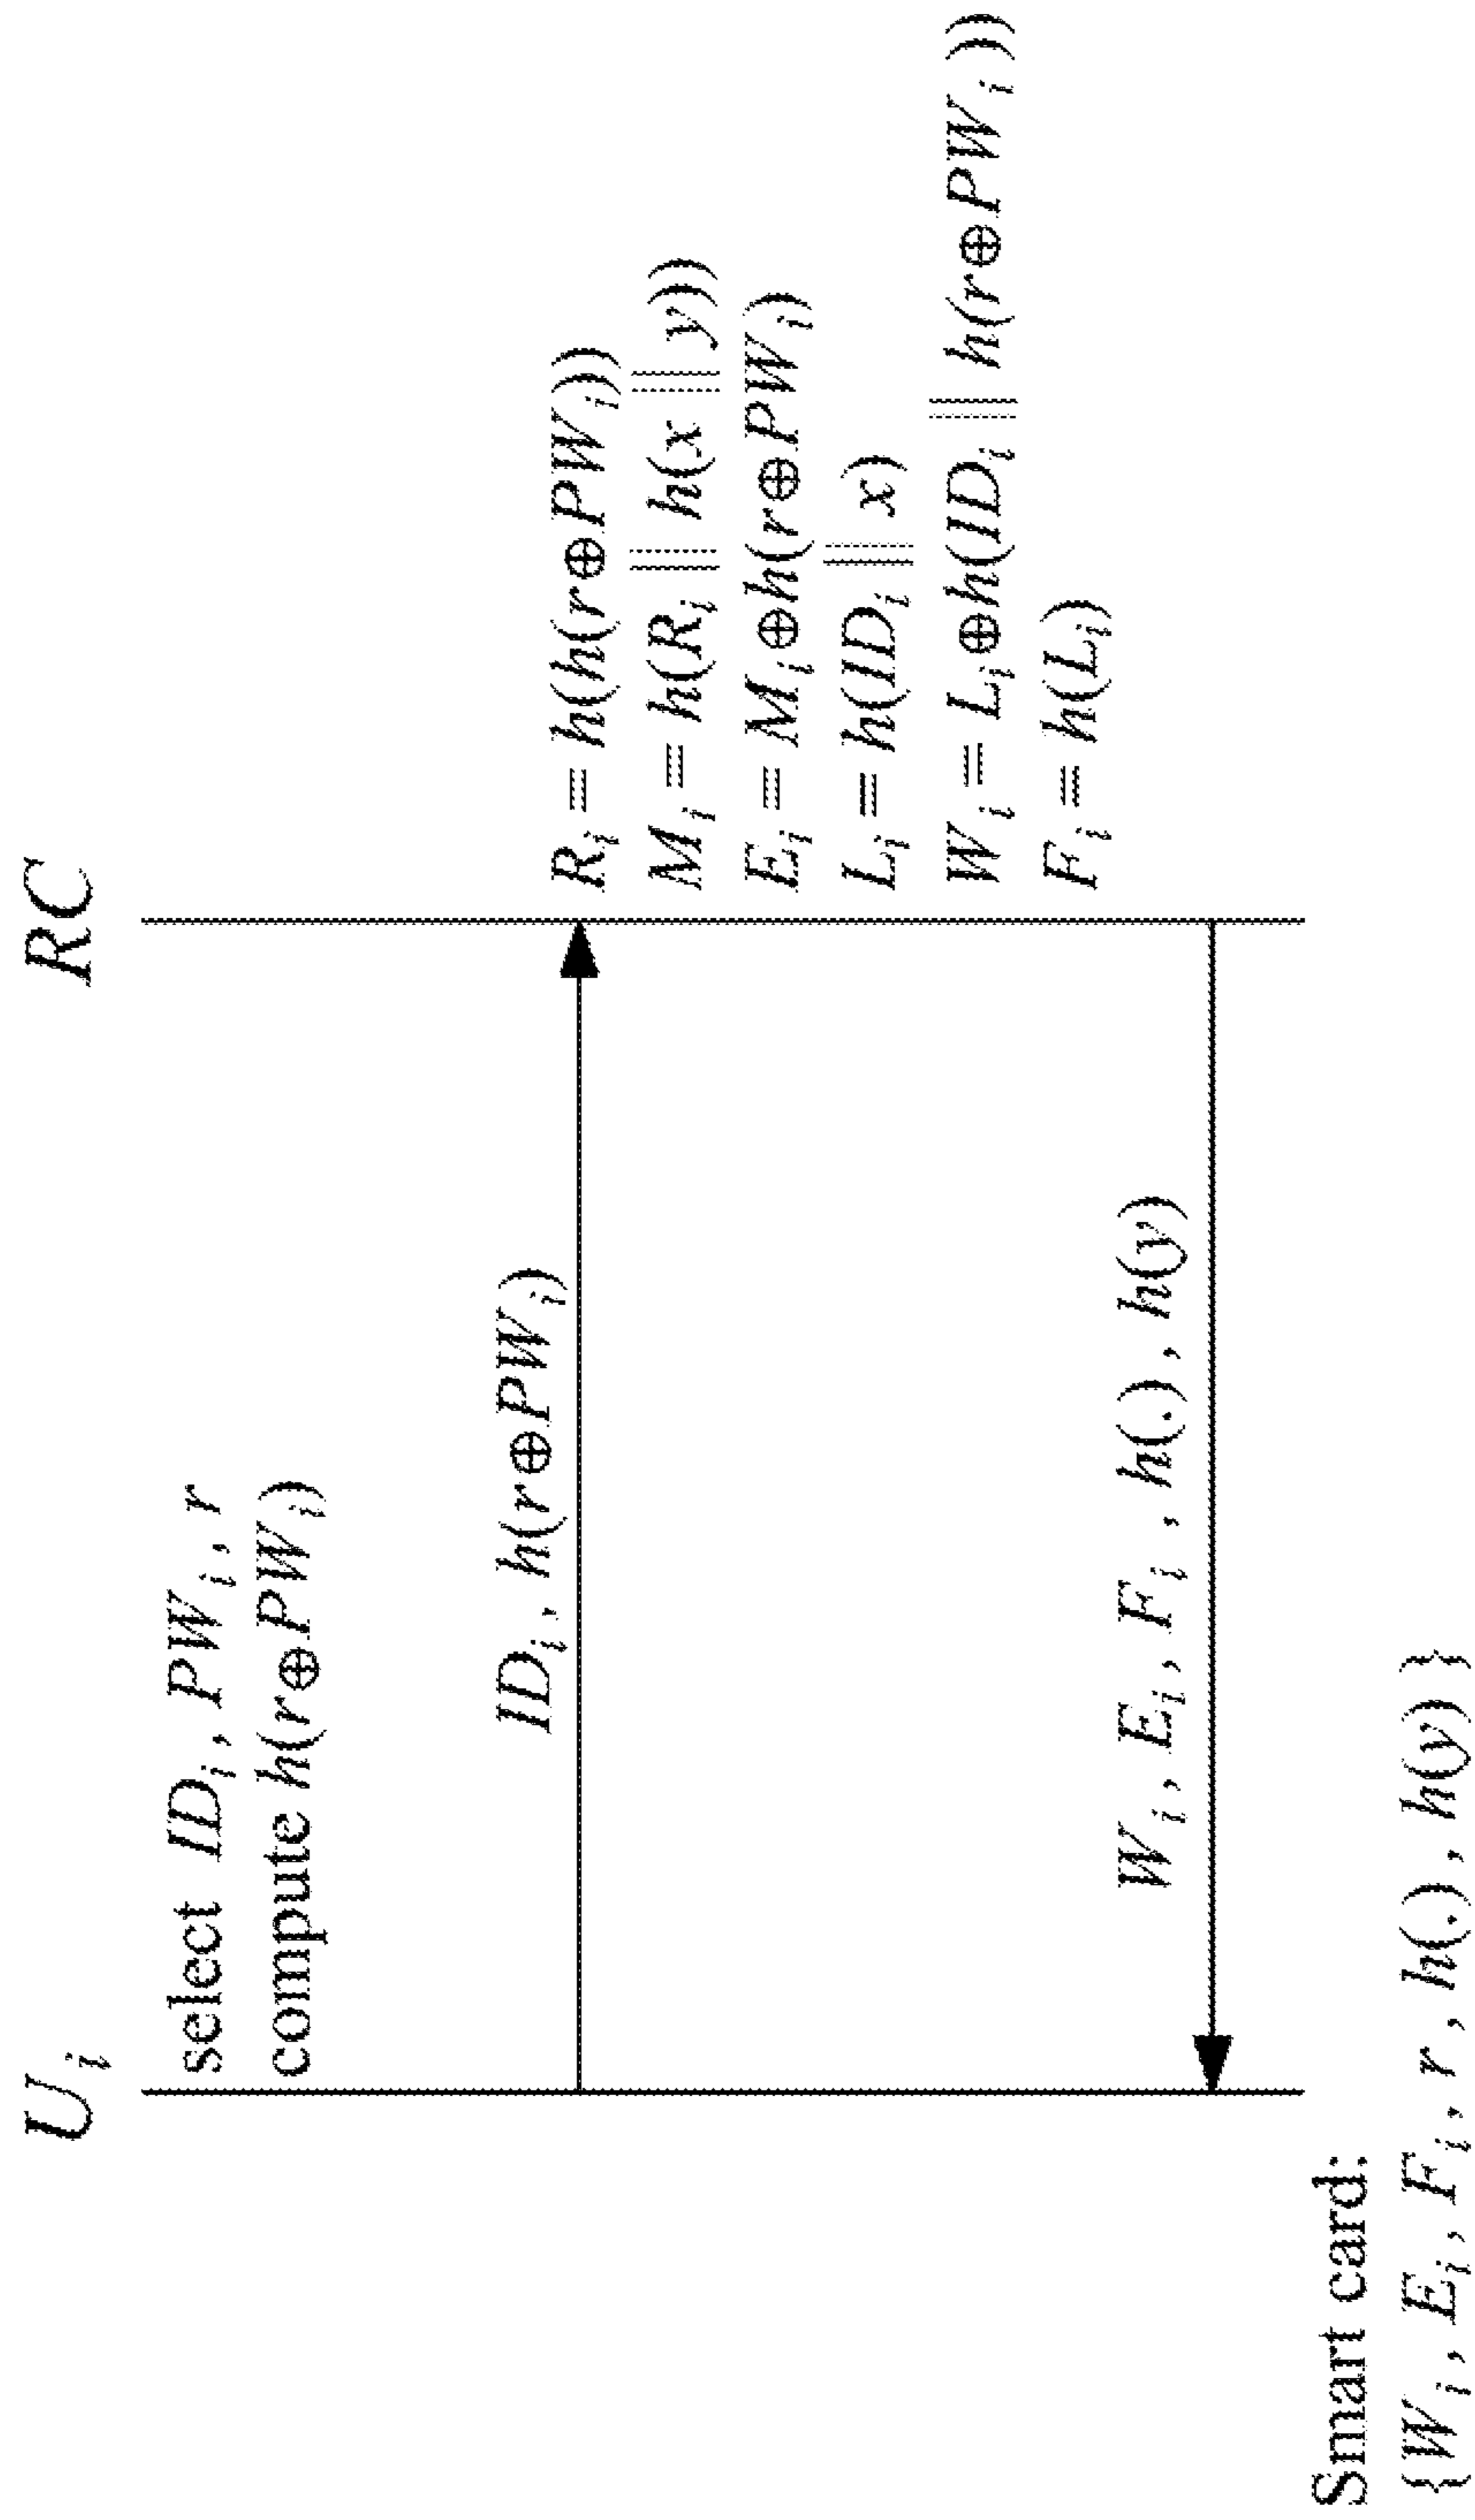 U_i
RC
select ID_i, PW_i, r
compute h(r⊕PW_i)
ID_i, h(r⊕PW_i)
R_i = h(h(r⊕PW_i))
M_i = h(R_i || h(x || y))
E_i = M_i⊕h(r⊕PW_i)
L_i = h(ID_i || x)
W_i = L_i⊕h(ID_i || h(r⊕PW_i))
F_i = h(L_i)
W_i, E_i, F_i, h(.), h(y)
Smart card:
{W_i, E_i, F_i, r, h(.), h(y)}